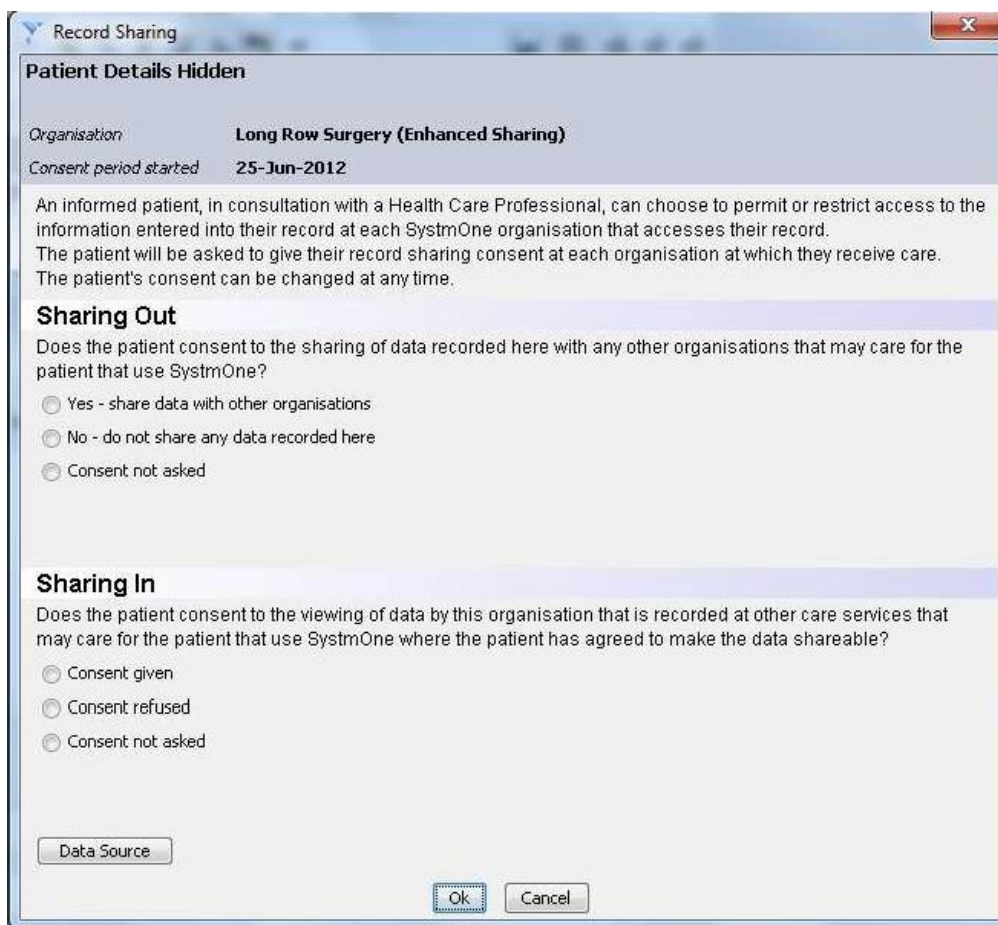 Record Sharing
Patient Details Hidden
Organisation Long Row Surgery (Enhanced Sharing)
Consent period started 25-Jun-2012
An informed patient, in consultation with a Health Care Professional, can choose to permit or restrict access to the
information entered into their record at each SystmOne organisation that accesses their record.
The patient will be asked to give their record sharing consent at each organisation at which they receive care.
The patient's consent can be changed at any time.
Sharing Out
Does the patient consent to the sharing of data recorded here with any other organisations that may care for the
patient that use SystmOne?
Yes - share data with other organisations
No - do not share any data recorded here
Consent not asked
Sharing In
Does the patient consent to the viewing of data by this organisation that is recorded at other care services that
may care for the patient that use SystmOne where the patient has agreed to make the data shareable?
Consent given
Consent refused
Consent not asked
Data Source
Ok Cancel